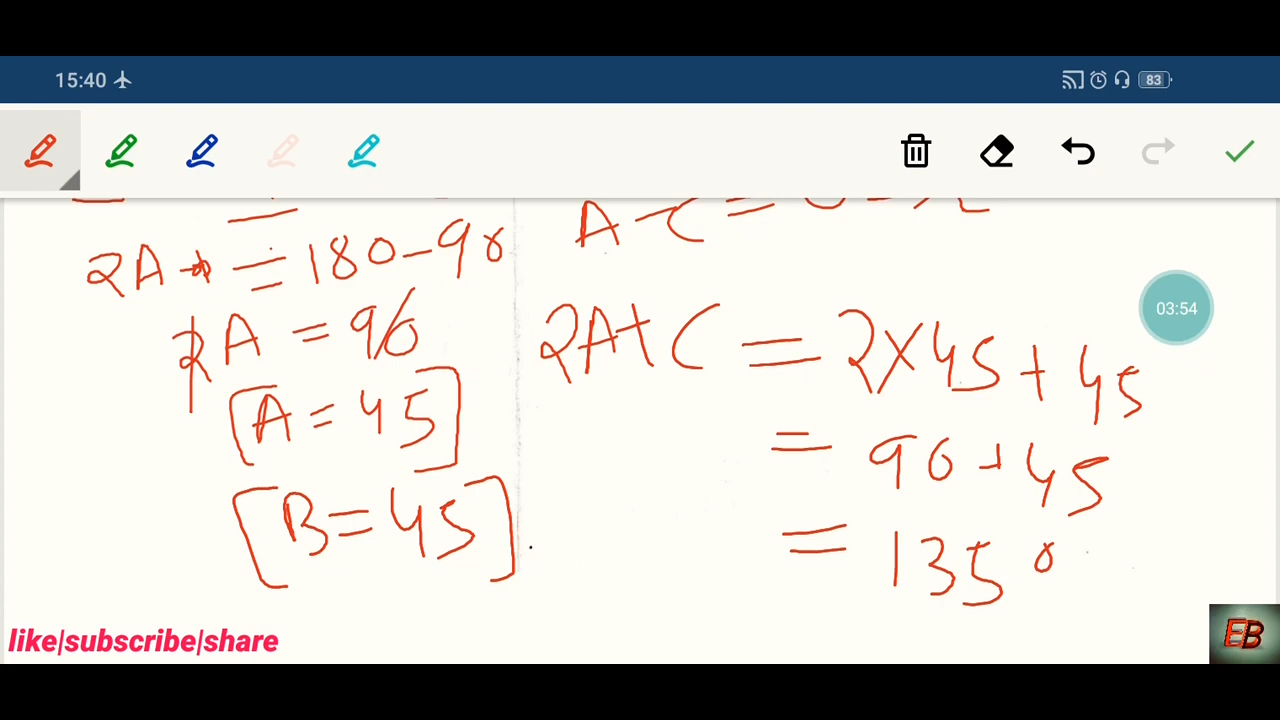 15:40
83
2A = 180-90
A-C =
2A = 90
2A+C = 2×45+45
03:54
[A=45]
= 90+45
[B=45].
= 135°
like|subscribe|share
EB